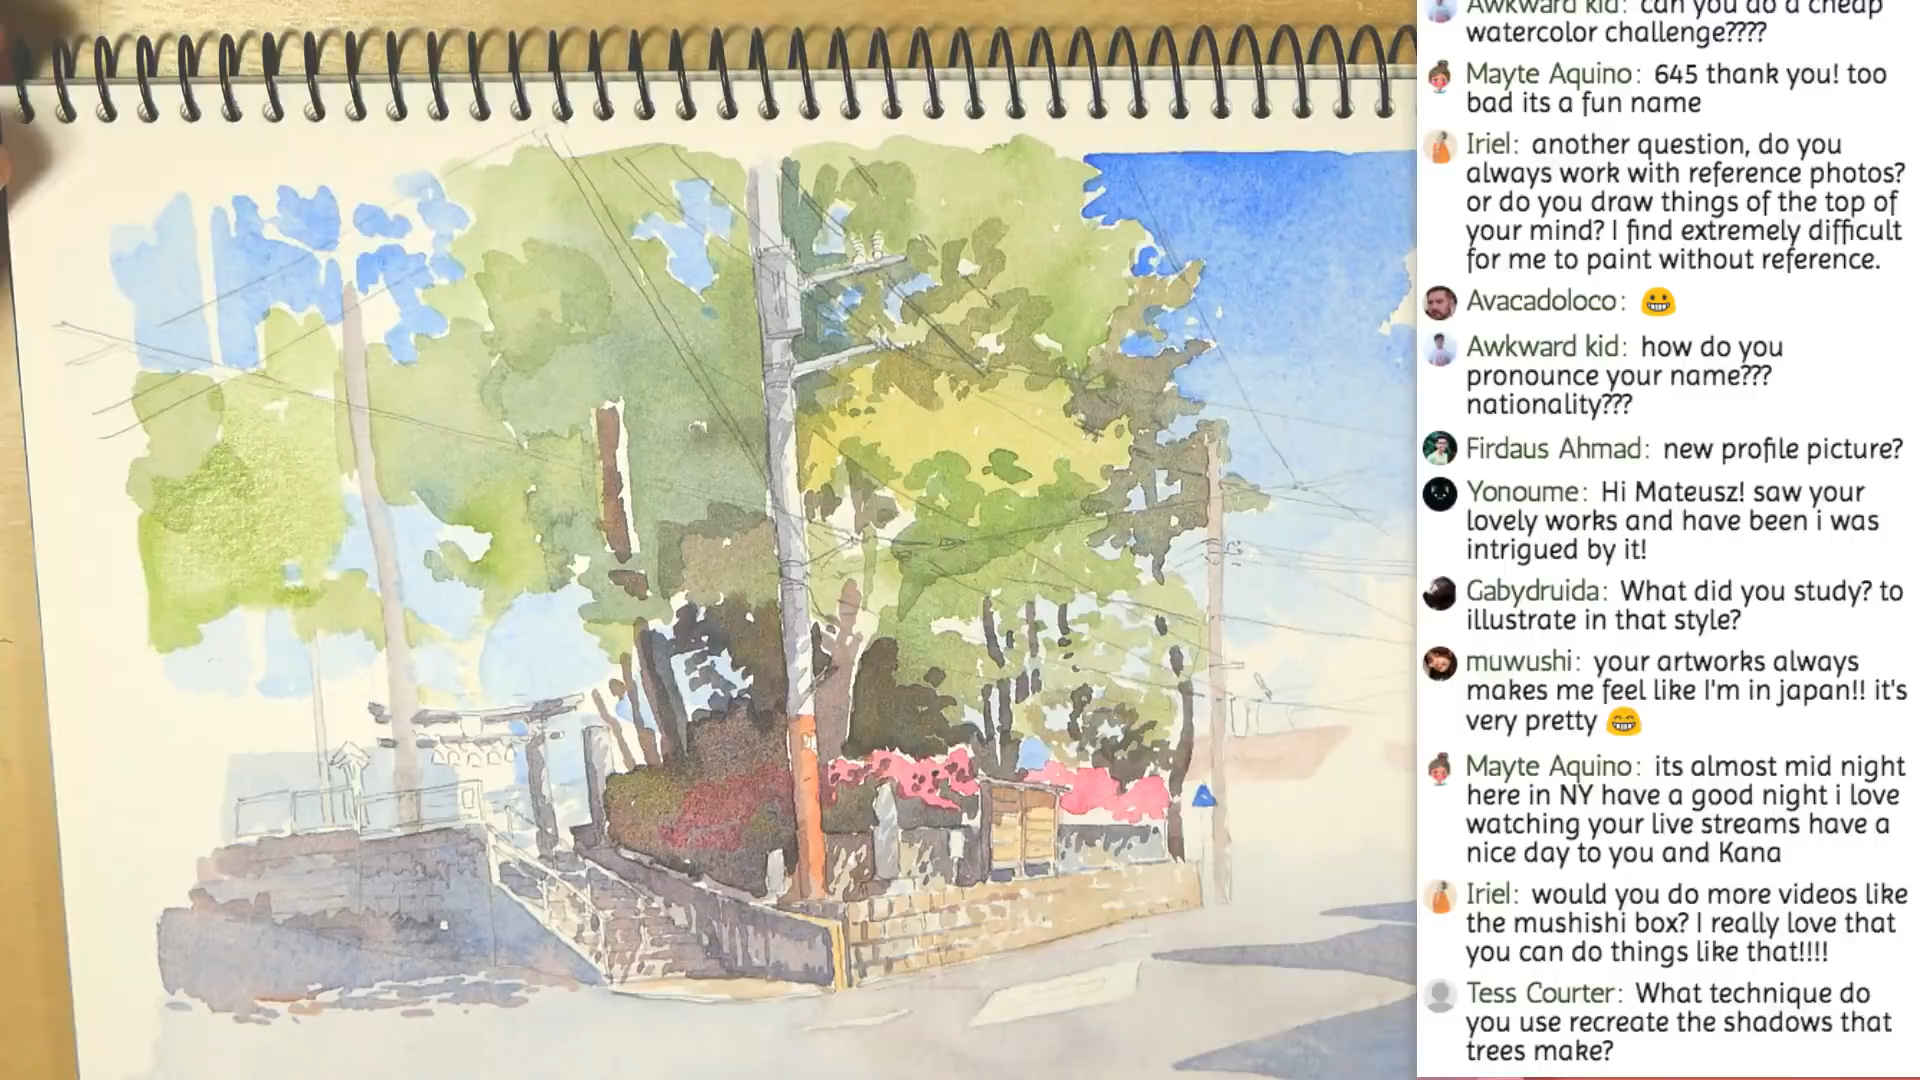 Awkward kid: can you do a cheap
watercolor challenge????
Mayte Aquino: 645 thank you! too
bad its a fun name
Iriel: another question, do you
always work with reference photos?
or do you draw things of the top of
your mind? I find extremely difficult
for me to paint without reference.
Avacadoloco: 😀
Awkward kid: how do you
pronounce your name???
nationality???
Firdaus Ahmad: new profile picture?
Yonoume: Hi Mateusz! saw your
lovely works and have been i was
intrigued by it!
Gabydruida: What did you study? to
illustrate in that style?
muwushi: your artworks always
makes me feel like I'm in japan!! it's
very pretty 😁
Mayte Aquino: its almost mid night
here in NY have a good night i love
watching your live streams have a
nice day to you and Kana
Iriel: would you do more videos like
the mushishi box? I really love that
you can do things like that!!!!
Tess Courter: What technique do
you use recreate the shadows that
trees make?